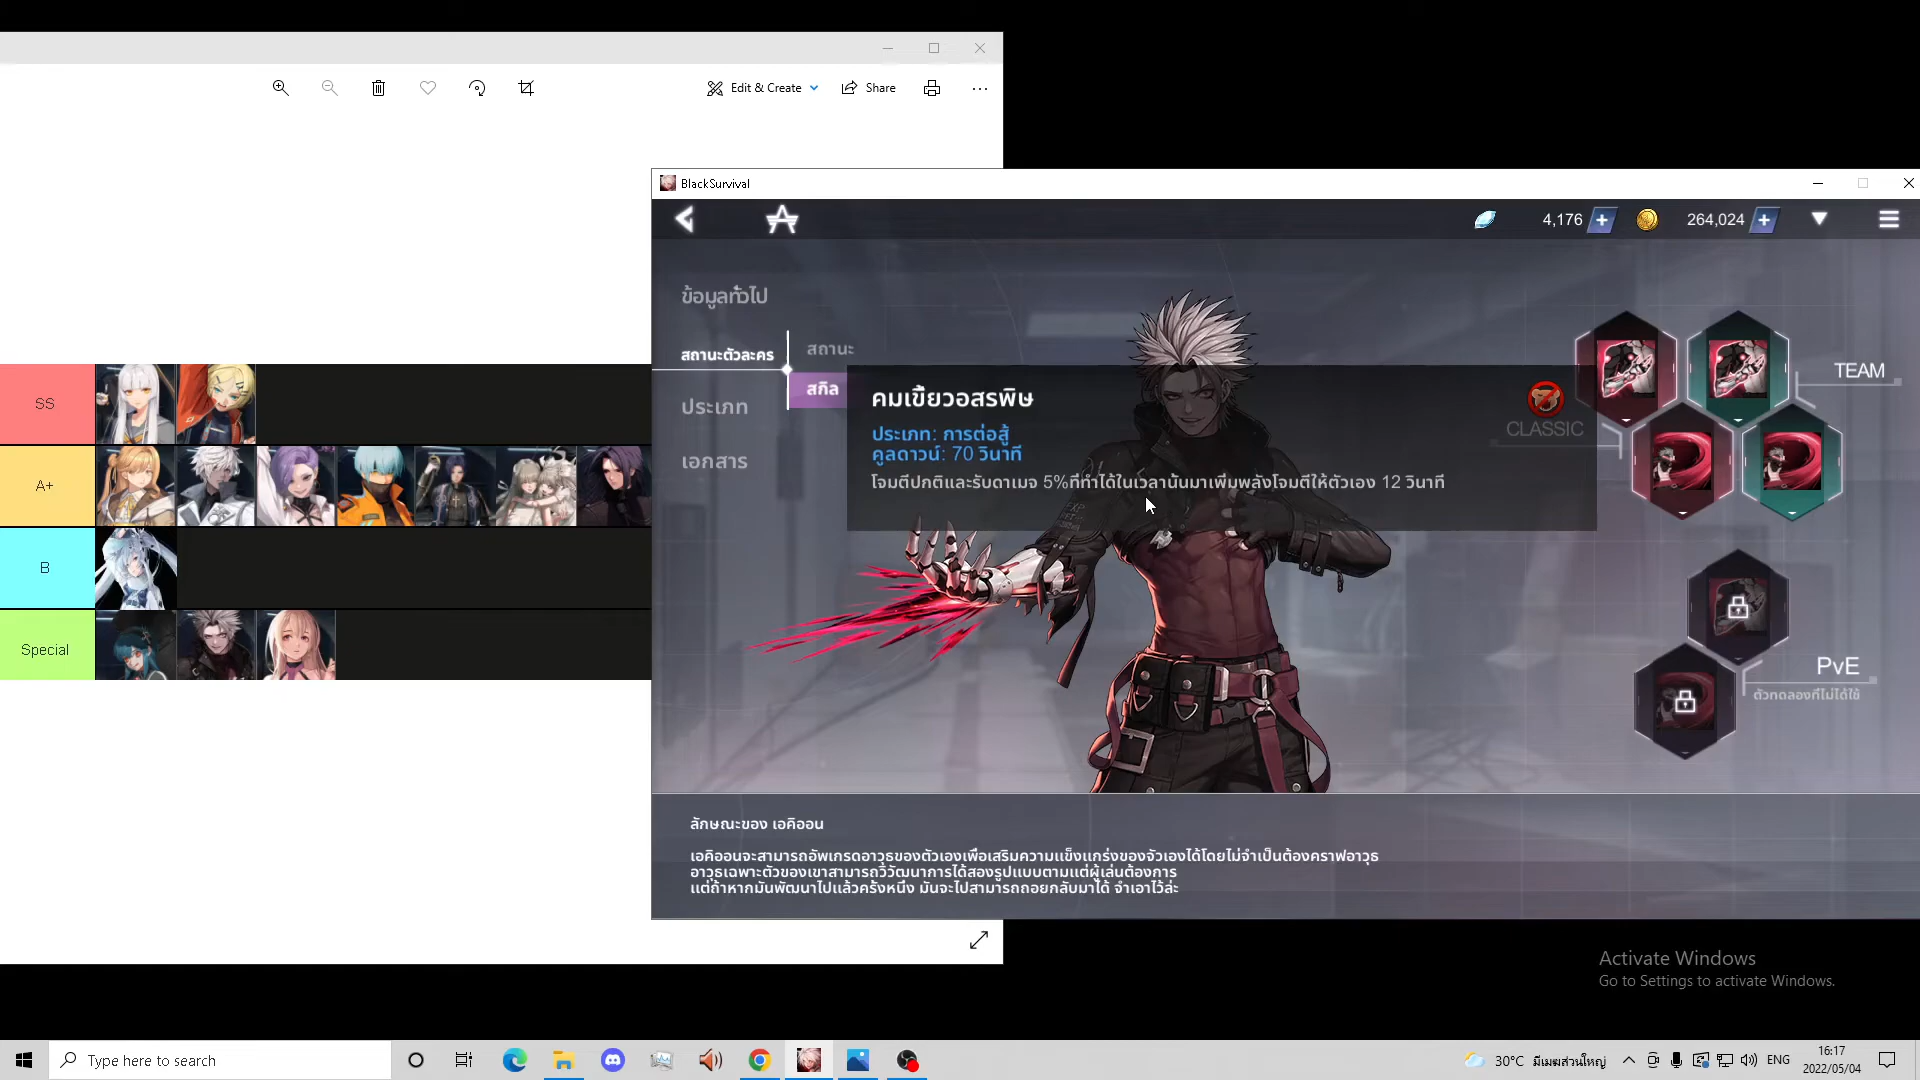 Edit & Create
Share
BlackSurvival
4,176
264,024
ข้อมูลทั่วไป
สถานะตัวละคร
สถานะ
สกิล
ประเภท
เอกสาร
คมเขี้ยวอสรพิษ
ประเภท: การต่อสู้
คูลดาวน์: 70 วินาที
โจมตีปกติและรับดาเมจ 5%ที่ทำได้ในเวลานั้นมาเพิ่มพลังโจมตีให้ตัวเอง 12 วินาที
CLASSIC
TEAM
PvE
ตัวทดลองที่ไม่ได้ใช้
SS
A+
B
Special
ลักษณะของ เอคิออน
เอคิออนจะสามารถอัพเกรดอาวุธของตัวเองเพื่อเสริมความแข็งแกร่งของจัวเองได้โดยไม่จำเป็นต้องคราฟอาวุธ
อาวุธเฉพาะตัวของเขาสามารถวิวัฒนาการได้สองรูปแบบตามแต่ผู้เล่นต้องการ
แต่ถ้าหากมันพัฒนาไปแล้วครั้งหนึ่ง มันจะไปสามารถถอยกลับมาได้ จำเอาไว้ล่ะ
Activate Windows
Go to Settings to activate Windows.
Type here to search
30°C มีเมฆส่วนใหญ่
ENG
16:17
2022/05/04